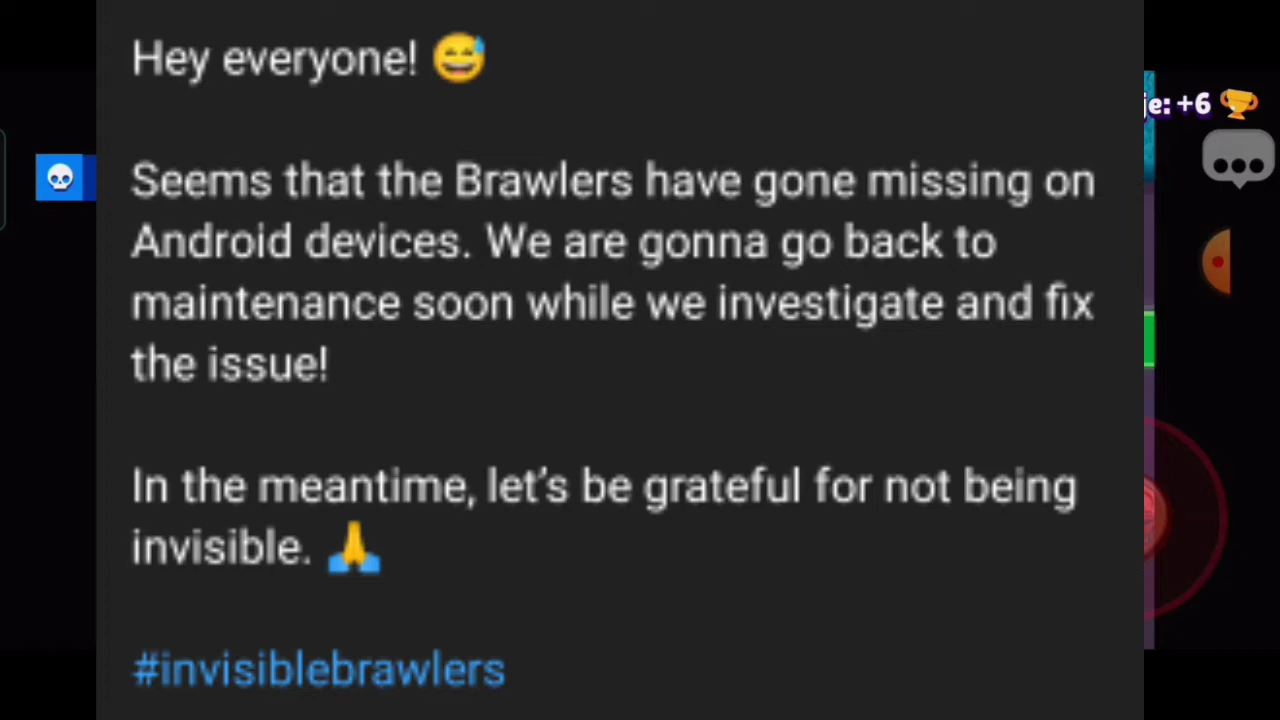 Hey everyone! 😅
Seems that the Brawlers have gone missing on
Android devices. We are gonna go back to
maintenance soon while we investigate and fix
the issue!
In the meantime, let's be grateful for not being
invisible. 🙏
#invisiblebrawlers
je: +6